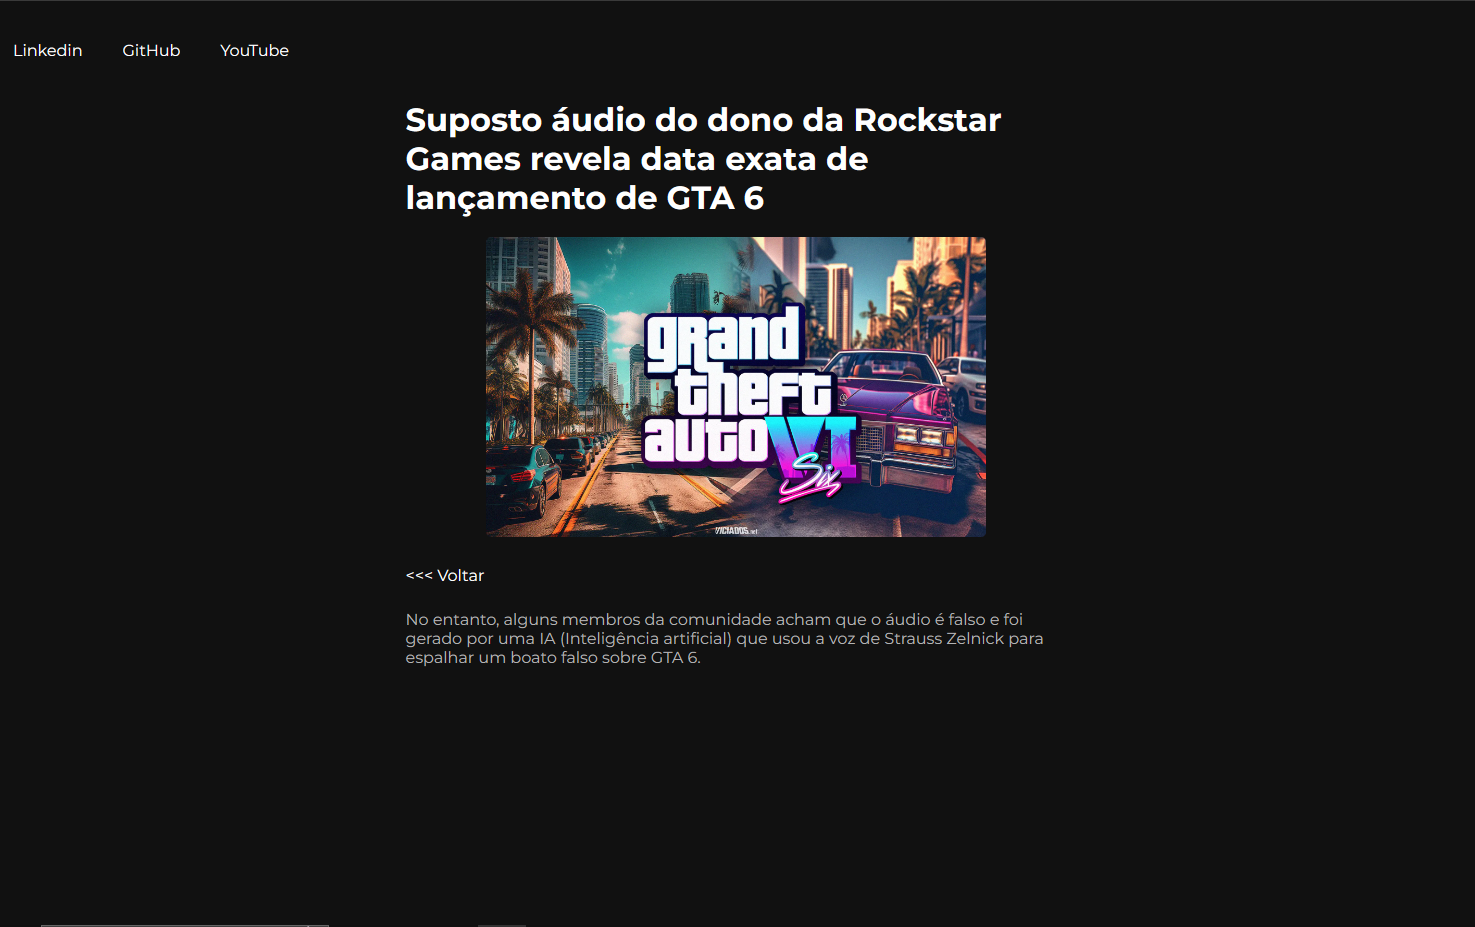 Linkedin GitHub YouTube
Suposto áudio do dono da Rockstar
Games revela data exata de
lançamento de GTA 6
grand
theft
auto VI
Six
VICIADOS.net
<<< Voltar
No entanto, alguns membros da comunidade acham que o áudio é falso e foi
gerado por uma IA (Inteligência artificial) que usou a voz de Strauss Zelnick para
espalhar um boato falso sobre GTA 6.